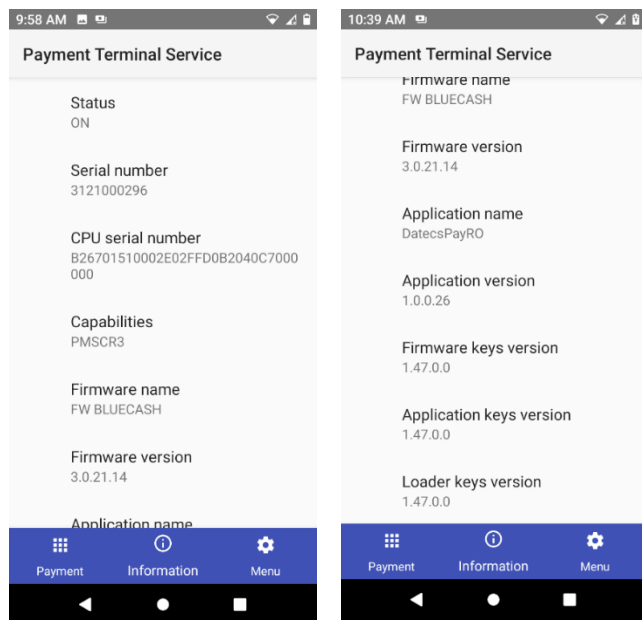 9:58 AM
Payment Terminal Service
Status
ON
Serial number
3121000296
CPU serial number
B26701510002E02FFD0B2040C7000
000
Capabilities
PMSCR3
Firmware name
FW BLUECASH
Firmware version
3.0.21.14
Application name
Payment
Information
Menu
10:39 AM
Payment Terminal Service
Firmware name
FW BLUECASH
Firmware version
3.0.21.14
Application name
DatecsPayRO
Application version
1.0.0.26
Firmware keys version
1.47.0.0
Application keys version
1.47.0.0
Loader keys version
1.47.0.0
Payment
Information
Menu